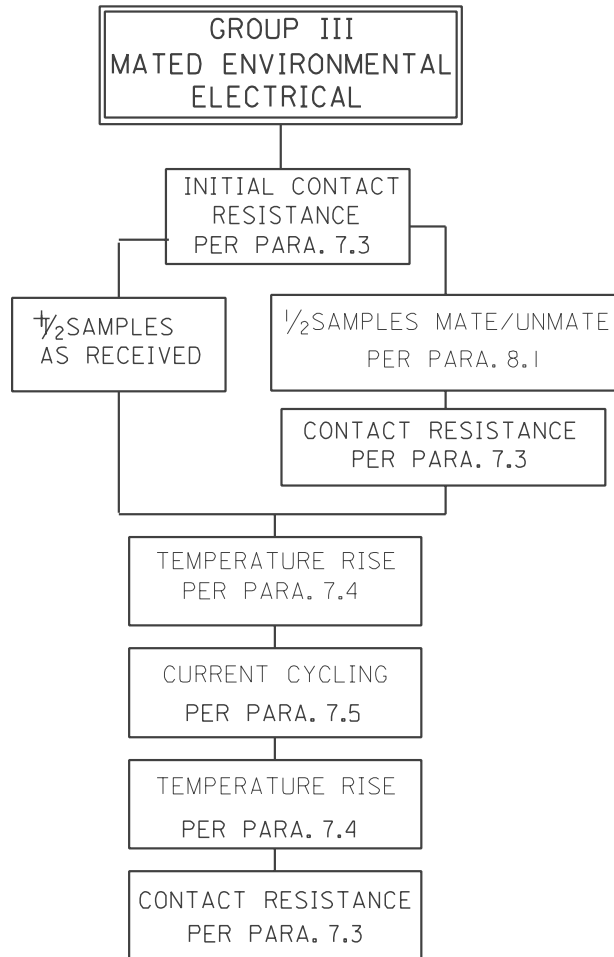 GROUP III
MATED ENVIRONMENTAL
ELECTRICAL
INITIAL CONTACT
RESISTANCE
PER PARA. 7.3
1/2 SAMPLES
AS RECEIVED
1/2 SAMPLES MATE/UNMATE
PER PARA. 8.1
CONTACT RESISTANCE
PER PARA. 7.3
TEMPERATURE RISE
PER PARA. 7.4
CURRENT CYCLING
PER PARA. 7.5
TEMPERATURE RISE
PER PARA. 7.4
CONTACT RESISTANCE
PER PARA. 7.3